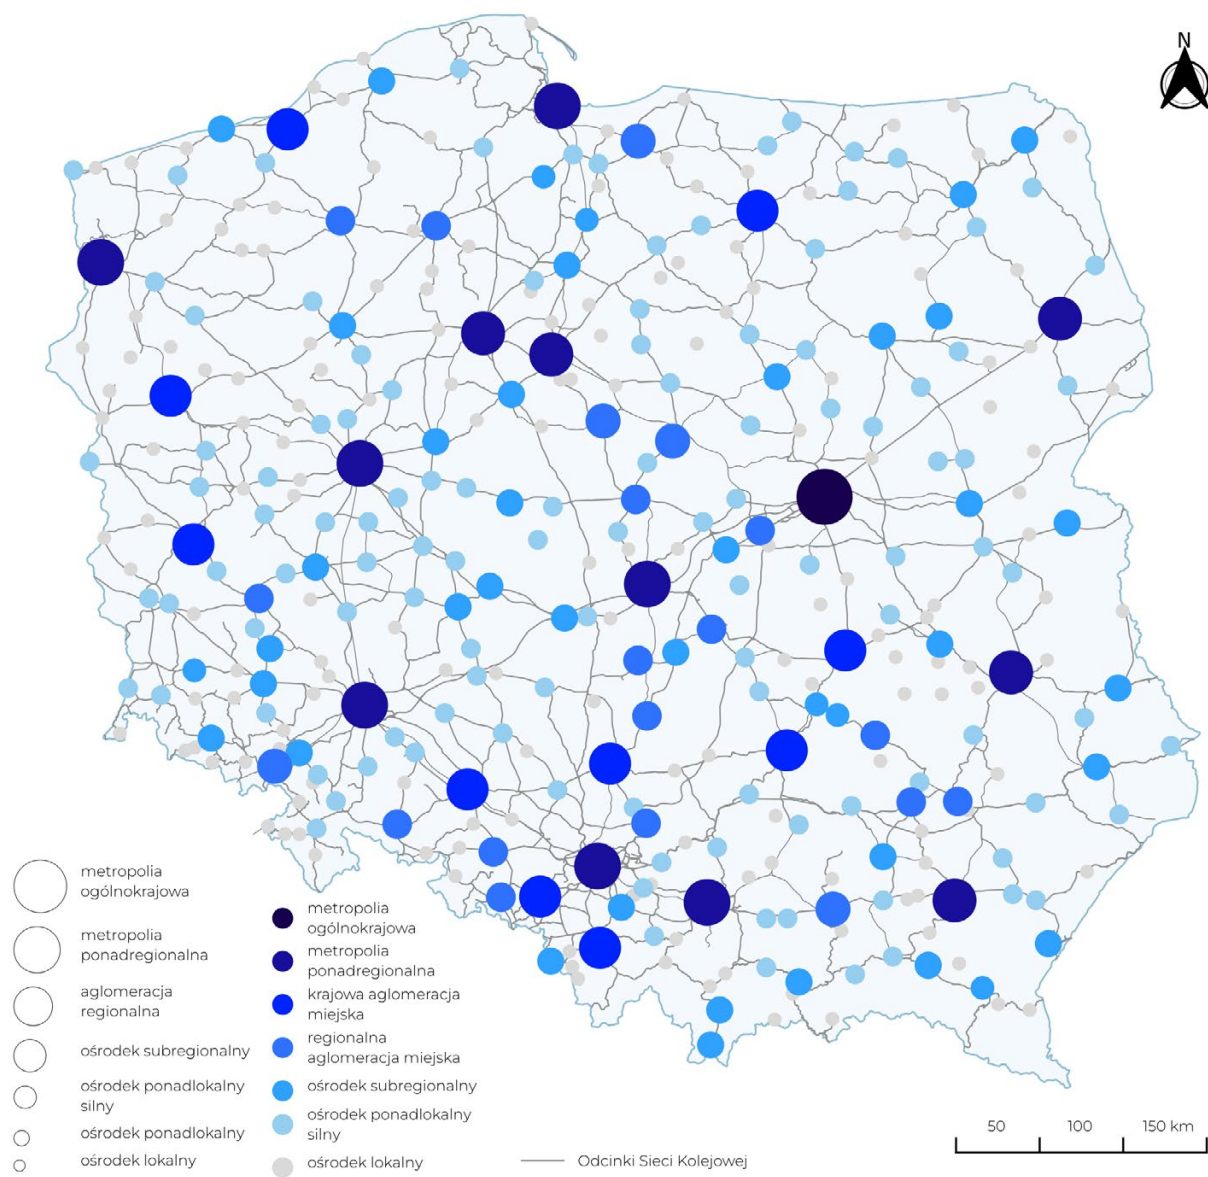 N
metropolia
ogólnokrajowa
metropolia
ponadregionalna
aglomeracja
regionalna
ośrodek subregionalny
ośrodek ponadlokalny
silny
ośrodek ponadlokalny
ośrodek lokalny
metropolia
ogólnokrajowa
metropolia
ponadregionalna
krajowa aglomeracja
miejska
regionalna
aglomeracja miejska
ośrodek subregionalny
ośrodek ponadlokalny
silny
ośrodek lokalny
Odcinki Sieci Kolejowej
50 100 150 km